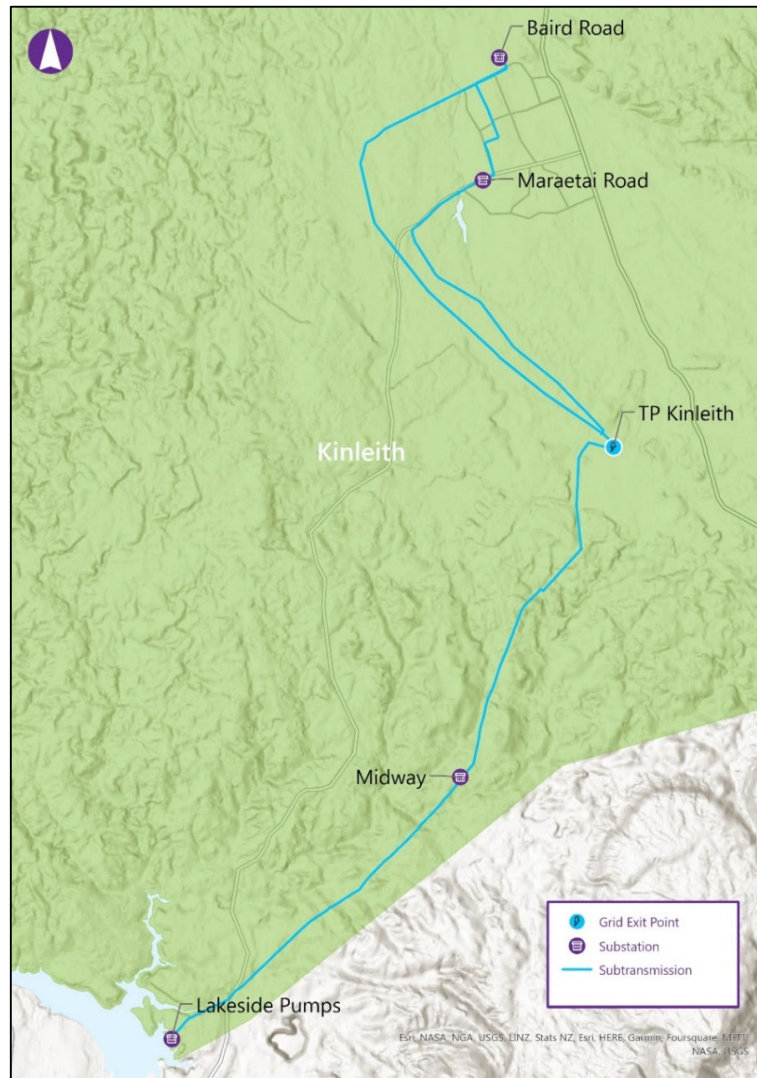 Baird Road
Maraetai Road
TP Kinleith
Kinleith
Midway
Grid Exit Point
Substation
Subtransmission
Lakeside Pumps
Esri, NASA, NGA, USGS, LINZ, Stats NZ, Esri, HERE, Garmin, Foursquare, METI/
NASA, USGS